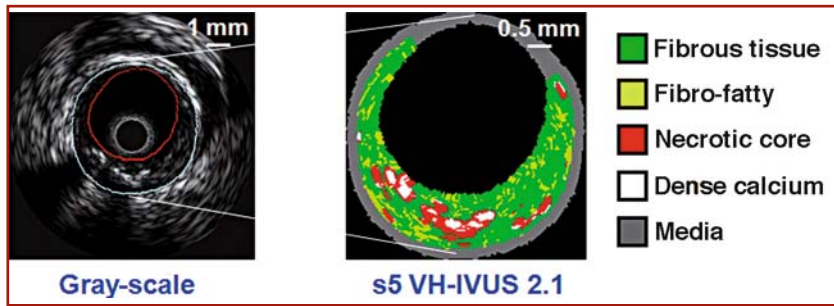 1 mm
0.5 mm
Fibrous tissue
Fibro-fatty
Necrotic core
Dense calcium
Media
Gray-scale
s5 VH-IVUS 2.1